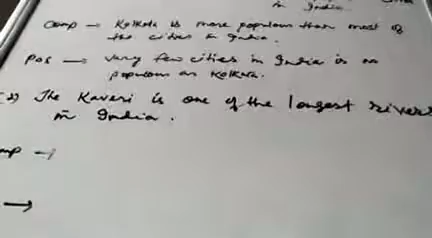 in India.
Comp → Kolkata is more populous than most of
the cities in India.
Pos → Very few cities in India is as
populous as Kolkata.
(2) The Kaveri is one of the longest rivers
in India.
mp →
→